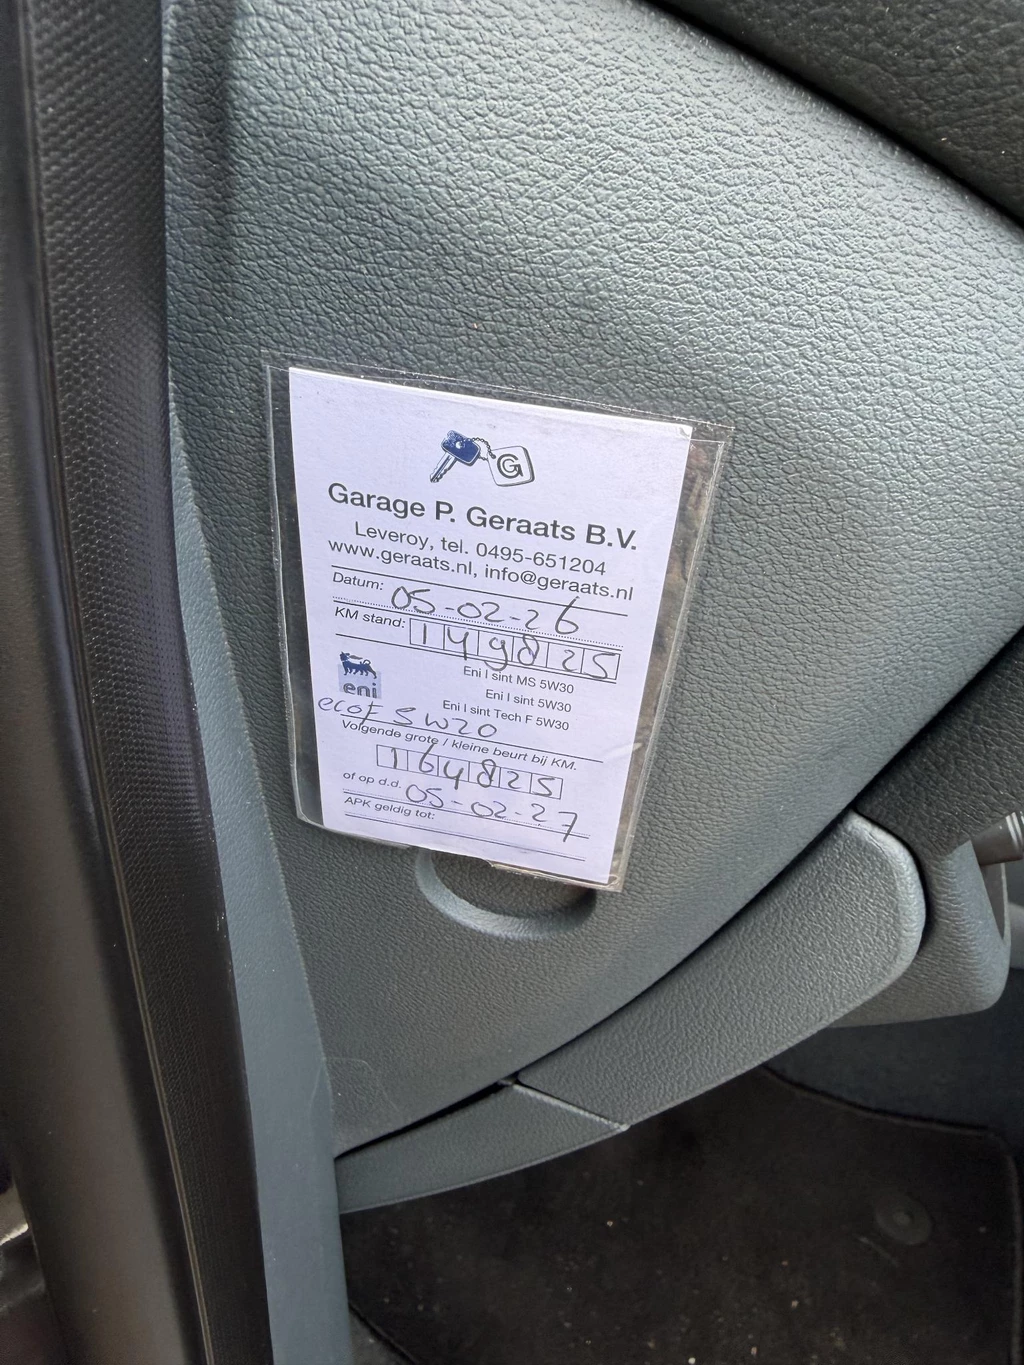 G
Garage P. Geraats B.V.
Leveroy, tel. 0495-651204
www.geraats.nl, info@geraats.nl
Datum: 05-02-26
KM stand: 149825
Eni I sint MS 5W30
Eni I sint 5W30
eni
Eni I sint Tech F 5W30
ecoF 5W20
Volgende grote / kleine beurt bij KM.
164825
of op d.d. 05-02-27
APK geldig tot: